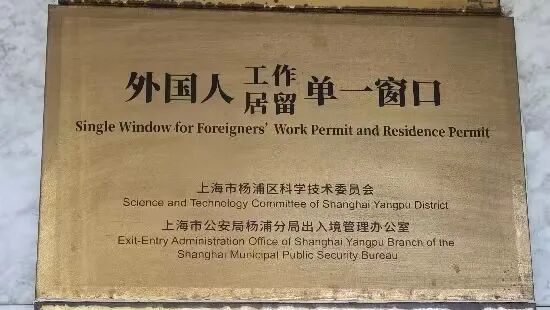 外国人 工作 居留 单一窗口
Single Window for Foreigners' Work Permit and Residence Permit
上海市杨浦区科学技术委员会
Science and Technology Committee of Shanghai Yangpu District
上海市公安局杨浦分局出入境管理办公室
Exit-Entry Administration Office of Shanghai Yangpu Branch of the
Shanghai Municipal Public Security Bureau